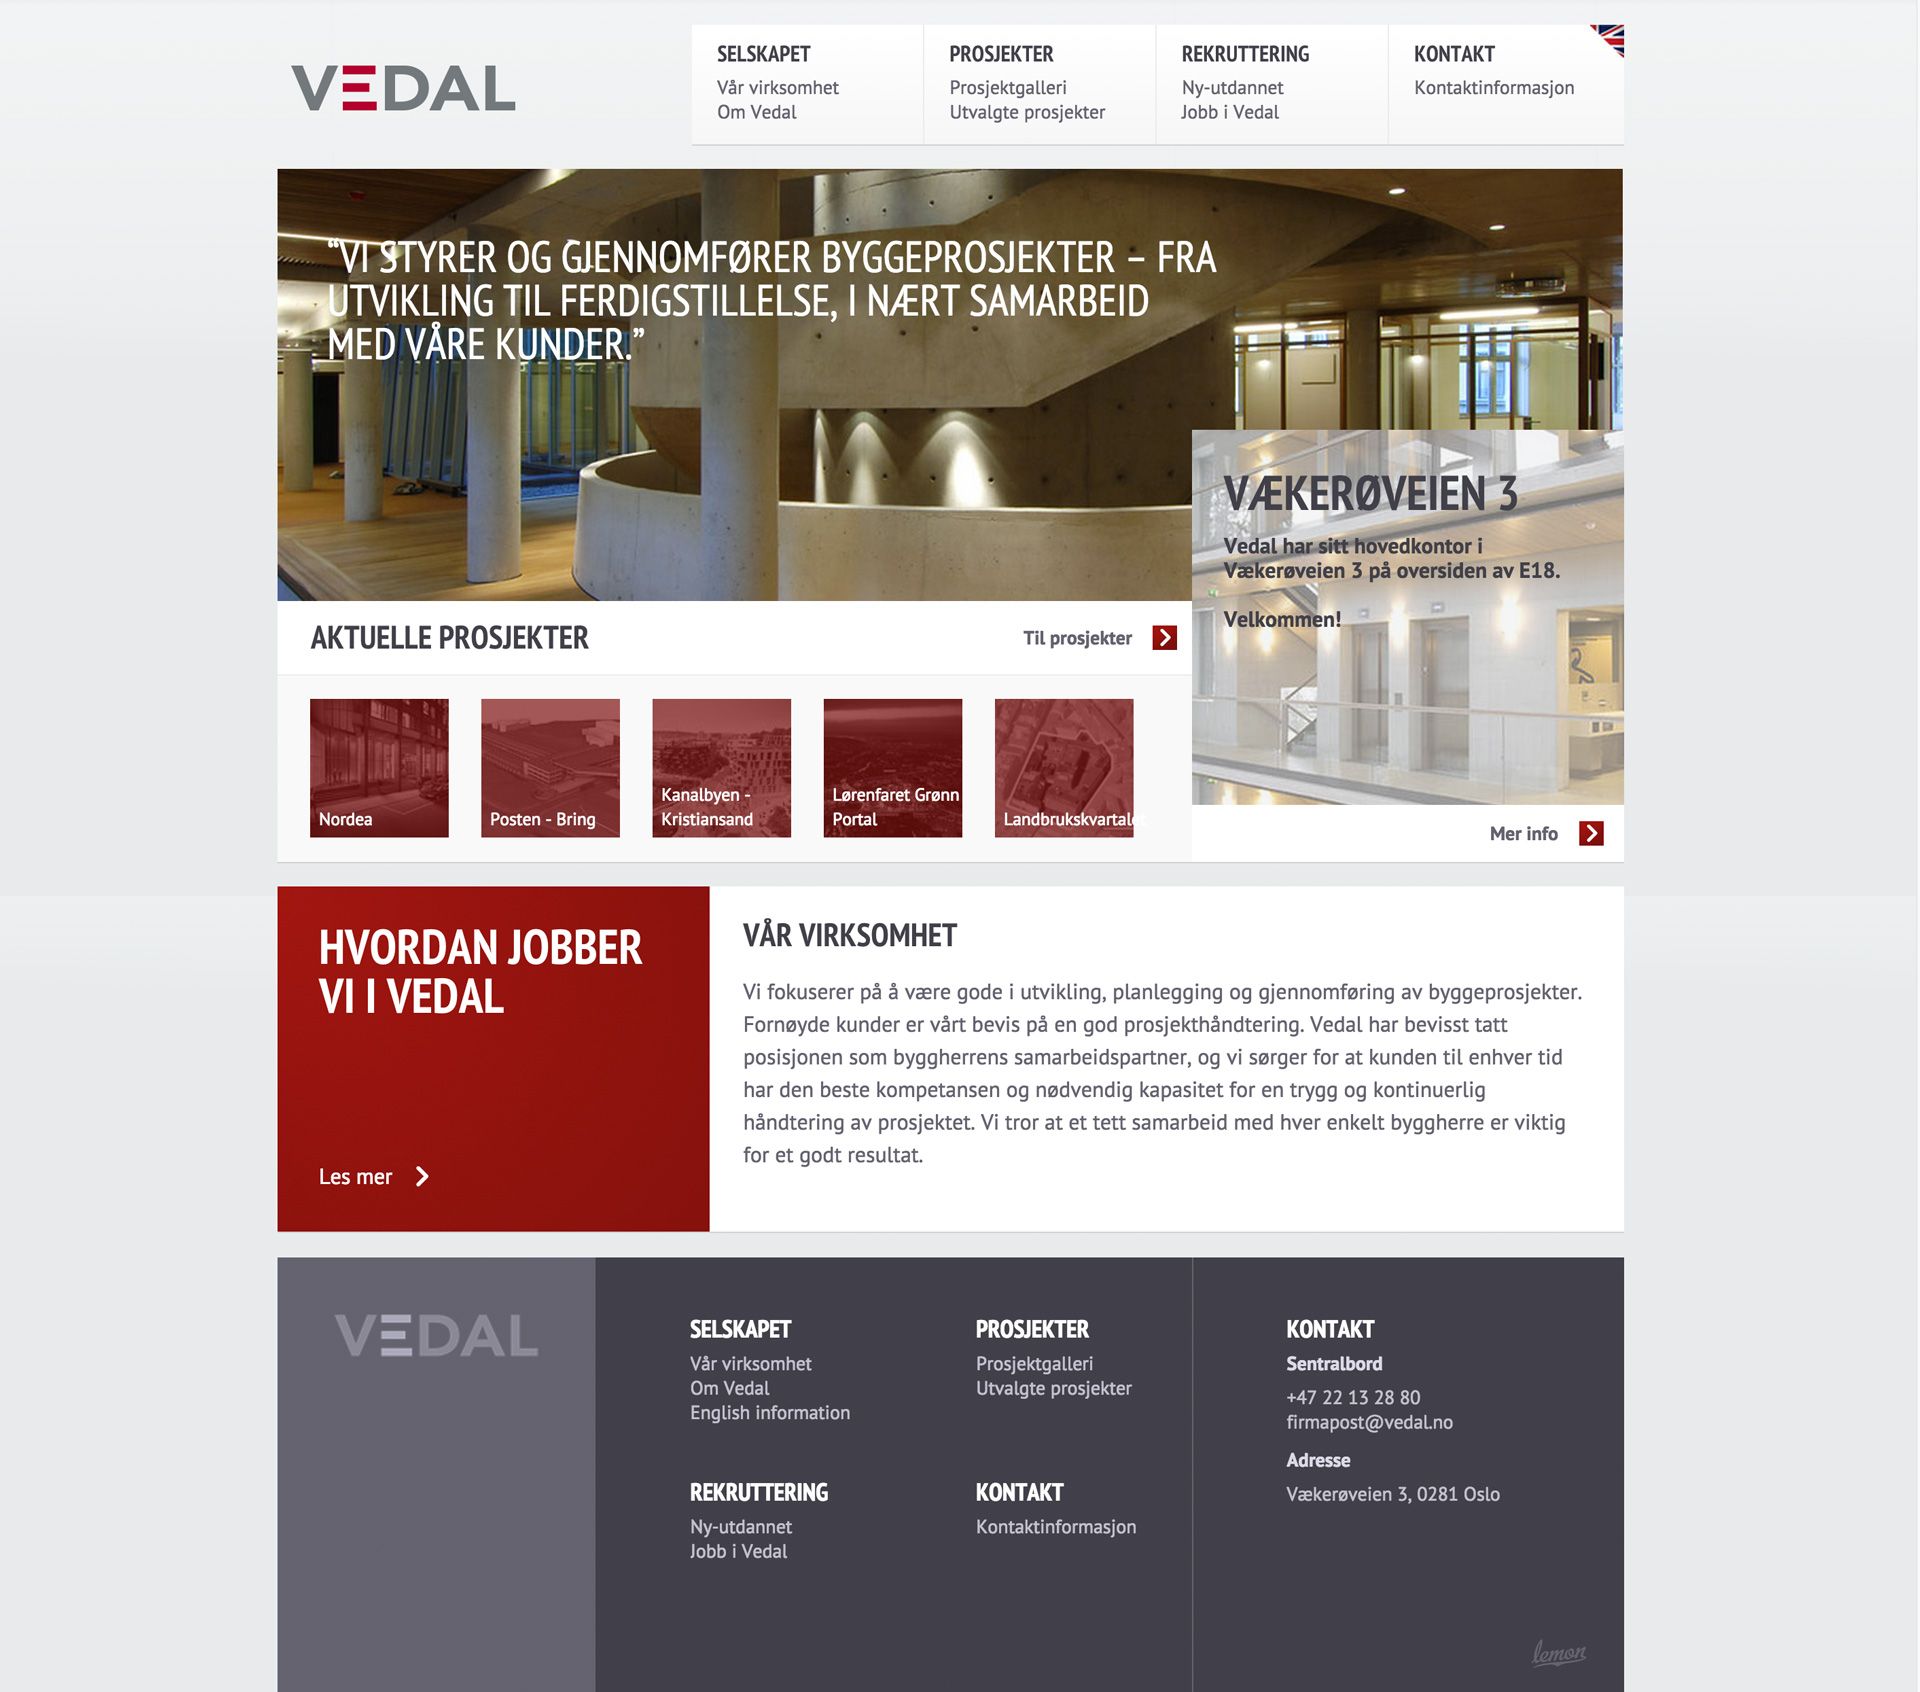 VEDAL
SELSKAPET
Vår virksomhet
Om Vedal
PROSJEKTER
Prosjektgalleri
Utvalgte prosjekter
REKRUTTERING
Ny-utdannet
Jobb i Vedal
KONTAKT
Kontaktinformasjon
“VI STYRER OG GJENNOMFØRER BYGGEPROSJEKTER – FRA
UTVIKLING TIL FERDIGSTILLELSE, I NÆRT SAMARBEID
MED VÅRE KUNDER.”
VÆKERØVEIEN 3
Vedal har sitt hovedkontor i
Vækerøveien 3 på oversiden av E18.
Velkommen!
Mer info
AKTUELLE PROSJEKTER
Til prosjekter
Nordea
Posten - Bring
Kanalbyen -
Kristiansand
Lørenfaret Grønn
Portal
Landbrukskvartalet
HVORDAN JOBBER
VI I VEDAL
Les mer
VÅR VIRKSOMHET
Vi fokuserer på å være gode i utvikling, planlegging og gjennomføring av byggeprosjekter.
Fornøyde kunder er vårt bevis på en god prosjekthåndtering. Vedal har bevisst tatt
posisjonen som byggherrens samarbeidspartner, og vi sørger for at kunden til enhver tid
har den beste kompetansen og nødvendig kapasitet for en trygg og kontinuerlig
håndtering av prosjektet. Vi tror at et tett samarbeid med hver enkelt byggherre er viktig
for et godt resultat.
VEDAL
SELSKAPET
Vår virksomhet
Om Vedal
English information
PROSJEKTER
Prosjektgalleri
Utvalgte prosjekter
REKRUTTERING
Ny-utdannet
Jobb i Vedal
KONTAKT
Kontaktinformasjon
KONTAKT
Sentralbord
+47 22 13 28 80
firmapost@vedal.no
Adresse
Vækerøveien 3, 0281 Oslo
lemon